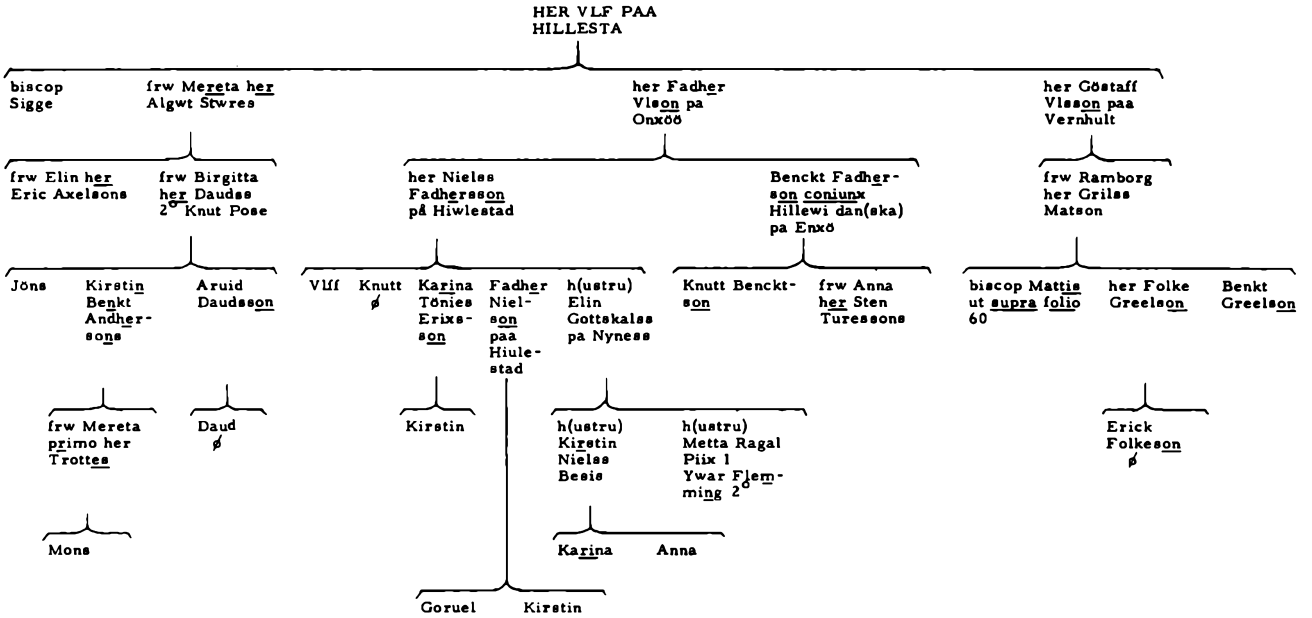 HER VLF PAA
HILLESTA
biscop
Sigge
frw Mereta her
Algwt Stwres
her Fadher
Vlson pa
Onxöö
her Göstaff
Vlsson paa
Vernhult
frw Elin her
Eric Axelsons
frw Birgitta
her Daudss
2° Knut Pose
her Nielss
Fadhersson
på Hiwlestad
Benckt Fadher-
son coniunx
Hillewi dan(ska)
pa Enxö
frw Ramborg
her Grilss
Matson
Jöns
Kirstin
Benkt
Andher-
sons
Aruid
Daudsson
Vlff
Knutt
ø
Karina
Tönies
Erixs-
son
Fadher
Niel-
son
paa
Hiule-
stad
h(ustru)
Elin
Gottskalss
pa Nyness
Knutt Benckt-
son
frw Anna
her Sten
Turessons
biscop Mattis
ut supra folio
60
her Folke
Greelson
Benkt
Greelson
frw Mereta
primo her
Trottes
Daud
ø
Kirstin
h(ustru)
Kirstin
Nielss
Besis
h(ustru)
Metta Ragal
Piix 1
Ywar Flem-
ming 2°
Erick
Folkeson
ø
Mons
Karina
Anna
Goruel
Kirstin